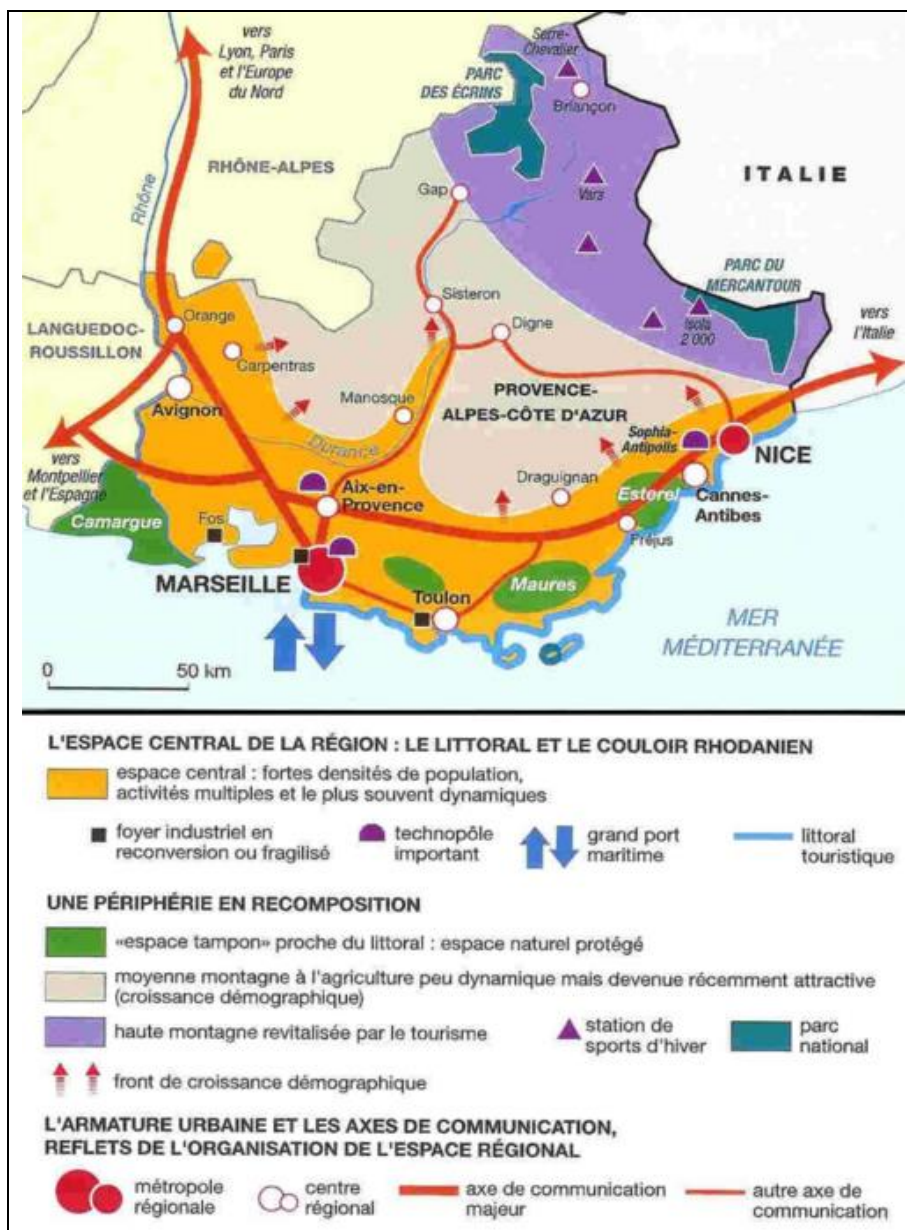 vers
Lyon, Paris
et l'Europe
du Nord
Serre-
Chevalier
PARC
DES ÉCRINS
Briançon
RHÔNE-ALPES
Rhône
ITALIE
Gap
Vars
PARC DU
MERCANTOUR
Sisteron
Orange
Digne
Isola
2 000
vers
l'Italie
LANGUEDOC-
ROUSSILLON
Carpentras
Avignon
Manosque
PROVENCE-
ALPES-CÔTE D'AZUR
Durance
Sophia-
Antipolis
NICE
vers
Montpellier
et l'Espagne
Aix-en-
Provence
Draguignan
Esterel
Cannes-
Antibes
Camargue
Fos
Fréjus
MARSEILLE
Maures
Toulon
MER
MÉDITERRANÉE
0 50 km
L'ESPACE CENTRAL DE LA RÉGION : LE LITTORAL ET LE COULOIR RHODANIEN
espace central : fortes densités de population,
activités multiples et le plus souvent dynamiques
foyer industriel en
reconversion ou fragilisé
technopôle
important
grand port
maritime
littoral
touristique
UNE PÉRIPHÉRIE EN RECOMPOSITION
«espace tampon» proche du littoral : espace naturel protégé
moyenne montagne à l'agriculture peu dynamique mais devenue récemment attractive
(croissance démographique)
haute montagne revitalisée par le tourisme
station de
sports d'hiver
parc
national
front de croissance démographique
L'ARMATURE URBAINE ET LES AXES DE COMMUNICATION,
REFLETS DE L'ORGANISATION DE L'ESPACE RÉGIONAL
métropole
régionale
centre
régional
axe de communication
majeur
autre axe de
communication